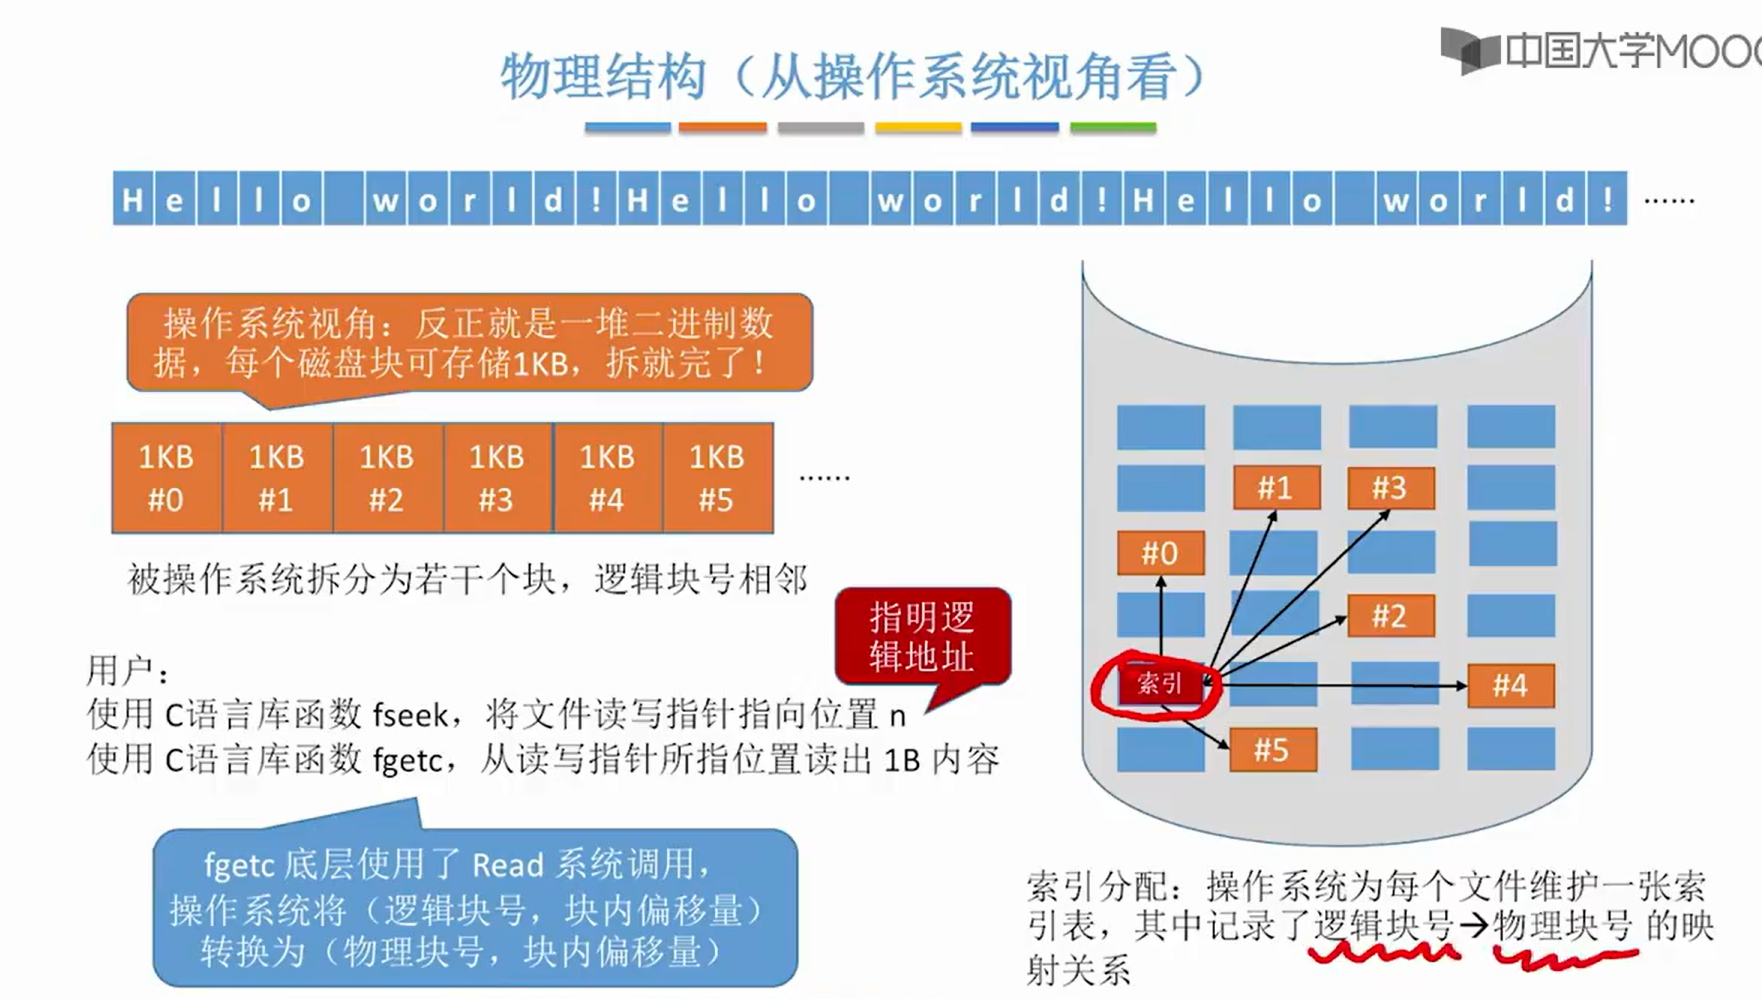 中国大学MOOC
物理结构（从操作系统视角看）
Hello world!Hello world!Hello world! ……
操作系统视角：反正就是一堆二进制数
据，每个磁盘块可存储1KB，拆就完了！
1KB 1KB 1KB 1KB 1KB 1KB
#0 #1 #2 #3 #4 #5 ……
被操作系统拆分为若干个块，逻辑块号相邻
指明逻
辑地址
用户：
使用 C语言库函数 fseek，将文件读写指针指向位置 n
使用 C语言库函数 fgetc，从读写指针所指位置读出 1B 内容
fgetc 底层使用了 Read 系统调用，
操作系统将（逻辑块号，块内偏移量）
转换为（物理块号，块内偏移量）
#1 #3
#0
#2
索引 #4
#5
索引分配：操作系统为每个文件维护一张索
引表，其中记录了逻辑块号→物理块号 的映
射关系